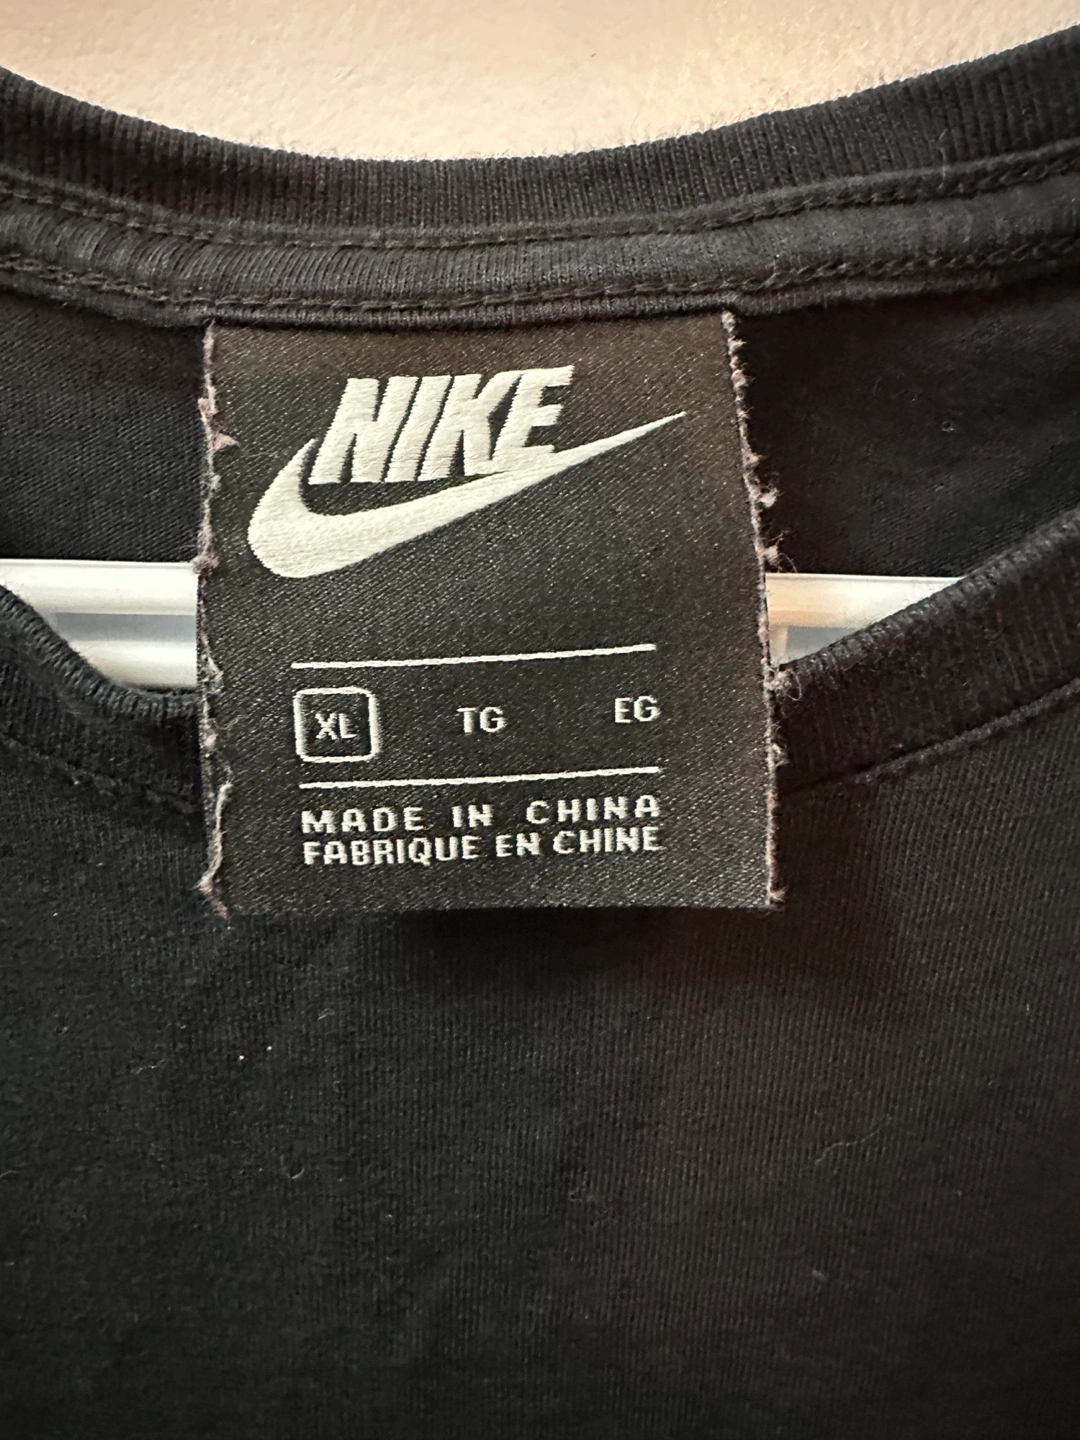 NIKE
XL TG EG
MADE IN CHINA
FABRIQUE EN CHINE